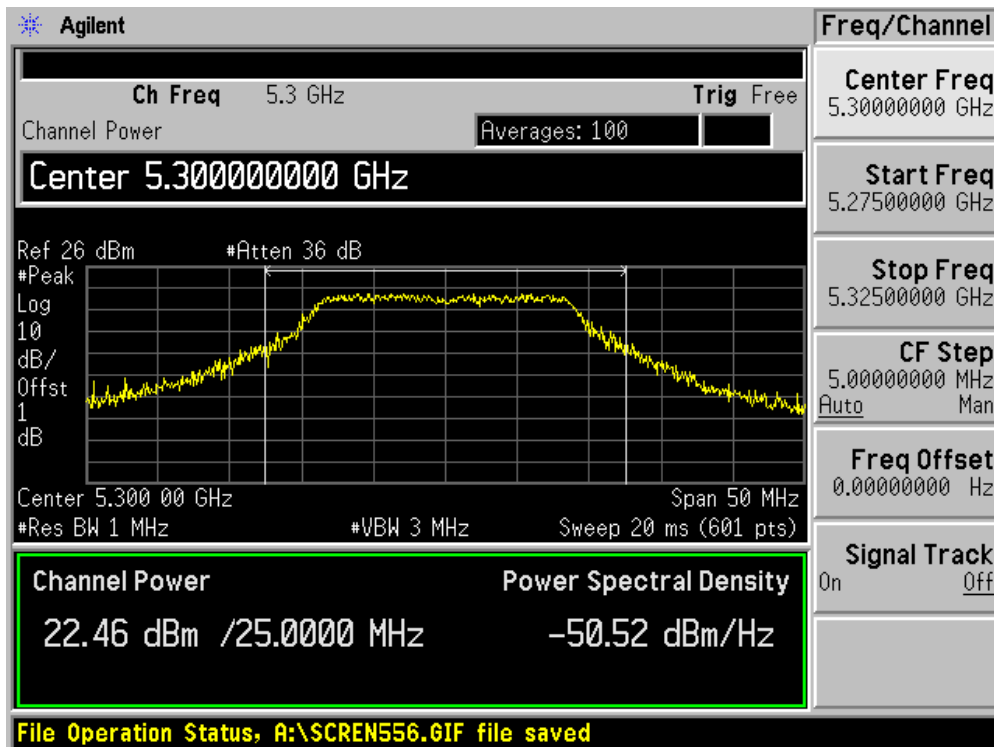 Agilent
Freq/Channel
Ch Freq 5.3 GHz Trig Free
Channel Power
Averages: 100
Center 5.300000000 GHz
Ref 26 dBm #Atten 36 dB
#Peak
Log
10
dB/
Offst
1
dB
Center 5.300 00 GHz Span 50 MHz
#Res BW 1 MHz #VBW 3 MHz Sweep 20 ms (601 pts)
Channel Power Power Spectral Density
22.46 dBm /25.0000 MHz -50.52 dBm/Hz
File Operation Status, A:\SCREN556.GIF file saved
Center Freq
5.30000000 GHz
Start Freq
5.27500000 GHz
Stop Freq
5.32500000 GHz
CF Step
5.00000000 MHz
Auto Man
Freq Offset
0.00000000 Hz
Signal Track
On Off